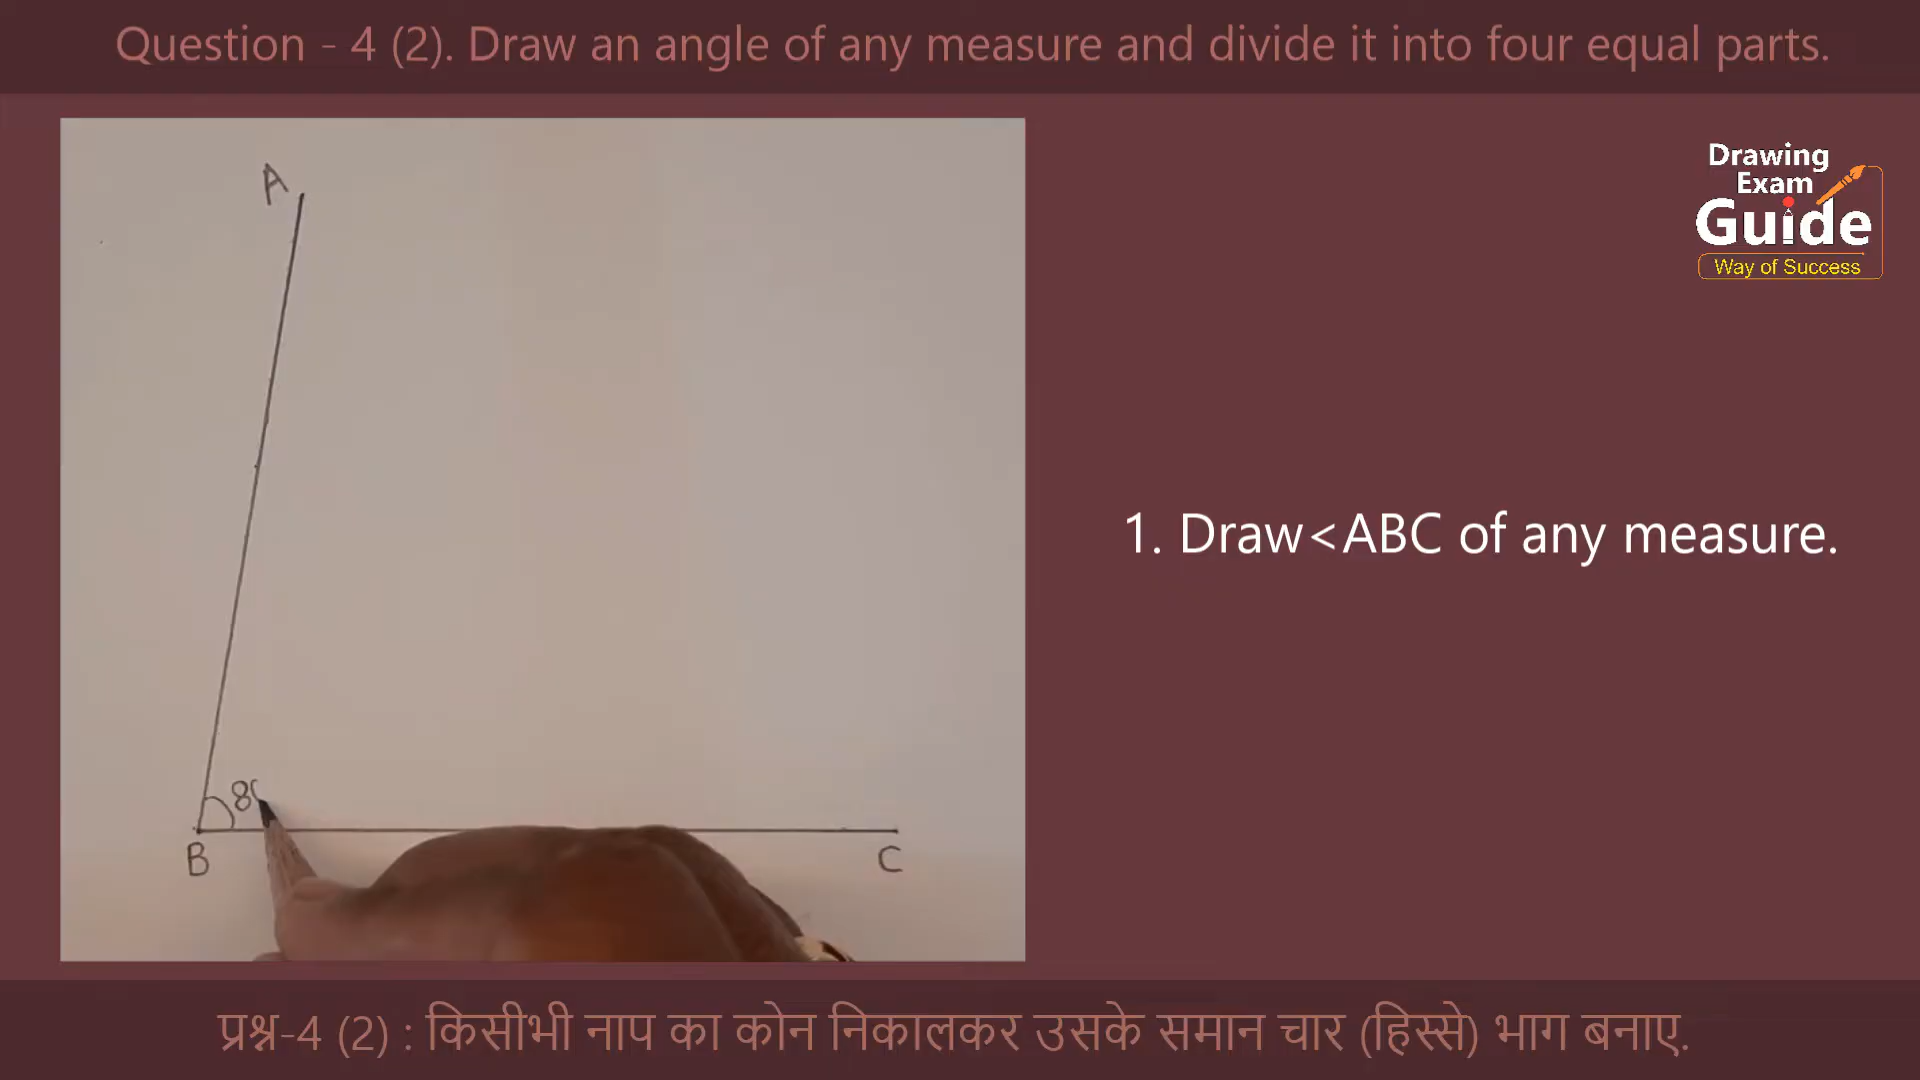 Question - 4 (2). Draw an angle of any measure and divide it into four equal parts.
Drawing
Exam
Guide
Way of Success
A
1. Draw<ABC of any measure.
8
B
C
प्रश्न-4 (2) : किसीभी नाप का कोन निकालकर उसके समान चार (हिस्से) भाग बनाए.